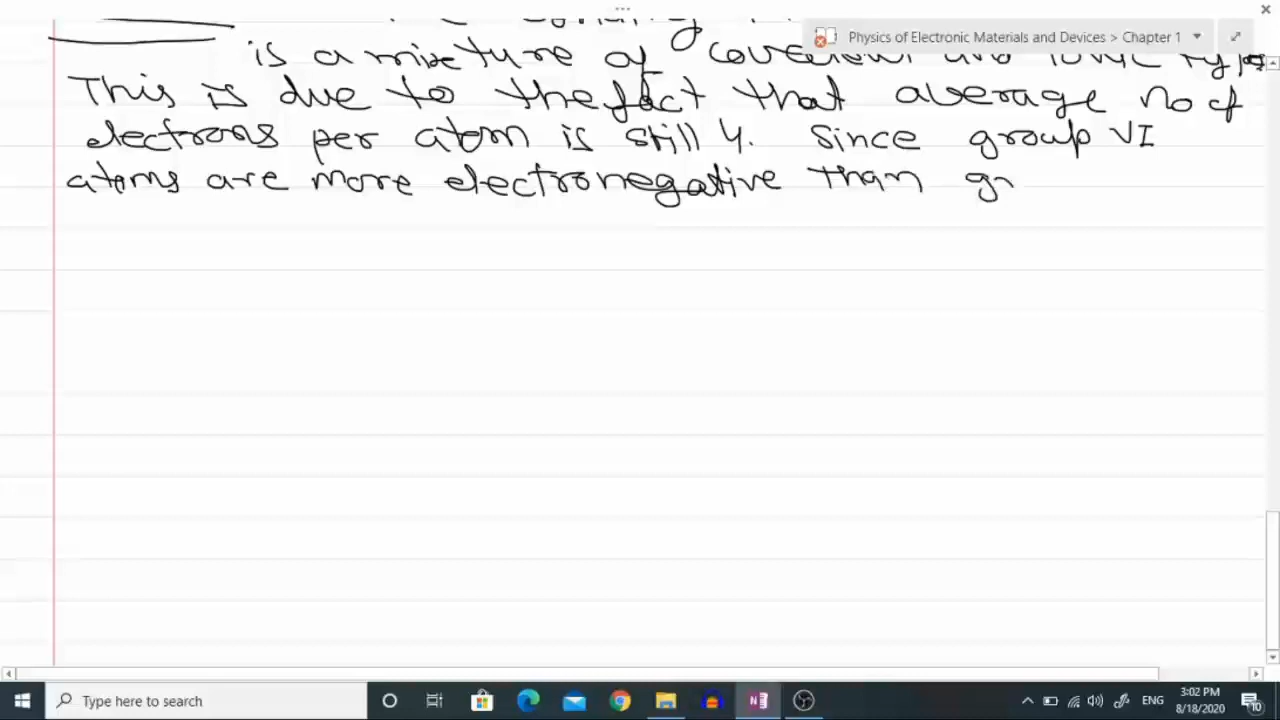 Physics of Electronic Materials and Devices > Chapter 1
is a mixture of covalent and ionic type
This is due to the fact that average no of
electrons per atom is still 4. Since group VI
atoms are more electronegative than gr
Type here to search
ENG
3:02 PM
8/18/2020
10